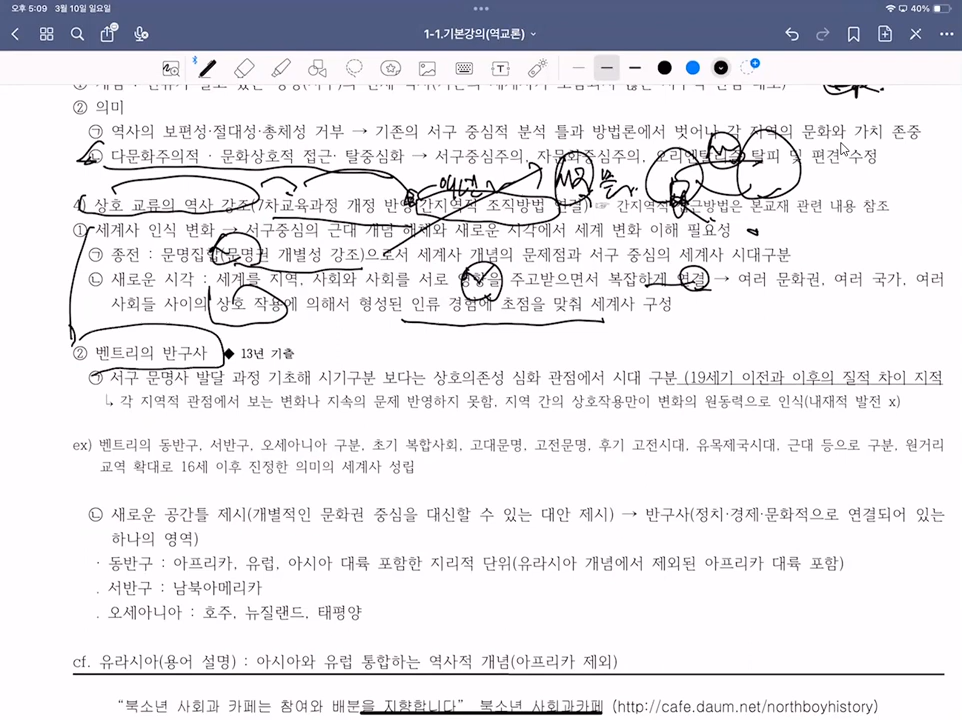 오후 5:09 3월 10일 일요일
40%
1-1.기본강의(역교론)
② 의미
㉠ 역사의 보편성·절대성·총체성 거부 → 기존의 서구 중심적 분석 틀과 방법론에서 벗어나 각 지역의 문화와 가치 존중
㉡ 다문화주의적 · 문화상호적 접근· 탈중심화 → 서구중심주의, 자문화중심주의, 오리엔탈리즘 탈피 및 편견 수정
4) 상호 교류의 역사 강조(7차교육과정 개정 반영 간지역적 조직방법 연결) ☞ 간지역적 접근방법은 본교재 관련 내용 참조
① 세계사 인식 변화 → 서구중심의 근대 개념 해체와 새로운 시각에서 세계 변화 이해 필요성
㉠ 종전 : 문명집합(문명권 개별성 강조)으로서 세계사 개념의 문제점과 서구 중심의 세계사 시대구분
㉡ 새로운 시각 : 세계를 지역, 사회와 사회를 서로 영향을 주고받으면서 복잡하게 연결 → 여러 문화권, 여러 국가, 여러
사회들 사이의 상호 작용에 의해서 형성된 인류 경험에 초점을 맞춰 세계사 구성
② 벤트리의 반구사 ◆ 13년 기출
㉠ 서구 문명사 발달 과정 기초해 시기구분 보다는 상호의존성 심화 관점에서 시대 구분 (19세기 이전과 이후의 질적 차이 지적
↳ 각 지역적 관점에서 보는 변화나 지속의 문제 반영하지 못함. 지역 간의 상호작용만이 변화의 원동력으로 인식(내재적 발전 x)
ex) 벤트리의 동반구, 서반구, 오세아니아 구분, 초기 복합사회, 고대문명, 고전문명, 후기 고전시대, 유목제국시대, 근대 등으로 구분, 원거리
교역 확대로 16세 이후 진정한 의미의 세계사 성립
㉡ 새로운 공간틀 제시(개별적인 문화권 중심을 대신할 수 있는 대안 제시) → 반구사(정치·경제·문화적으로 연결되어 있는
하나의 영역)
· 동반구 : 아프리카, 유럽, 아시아 대륙 포함한 지리적 단위(유라시아 개념에서 제외된 아프리카 대륙 포함)
. 서반구 : 남북아메리카
. 오세아니아 : 호주, 뉴질랜드, 태평양
cf. 유라시아(용어 설명) : 아시아와 유럽 통합하는 역사적 개념(아프리카 제외)
“북소년 사회과 카페는 참여와 배분을 지향합니다” 북소년 사회과카페 (http://cafe.daum.net/northboyhistory)